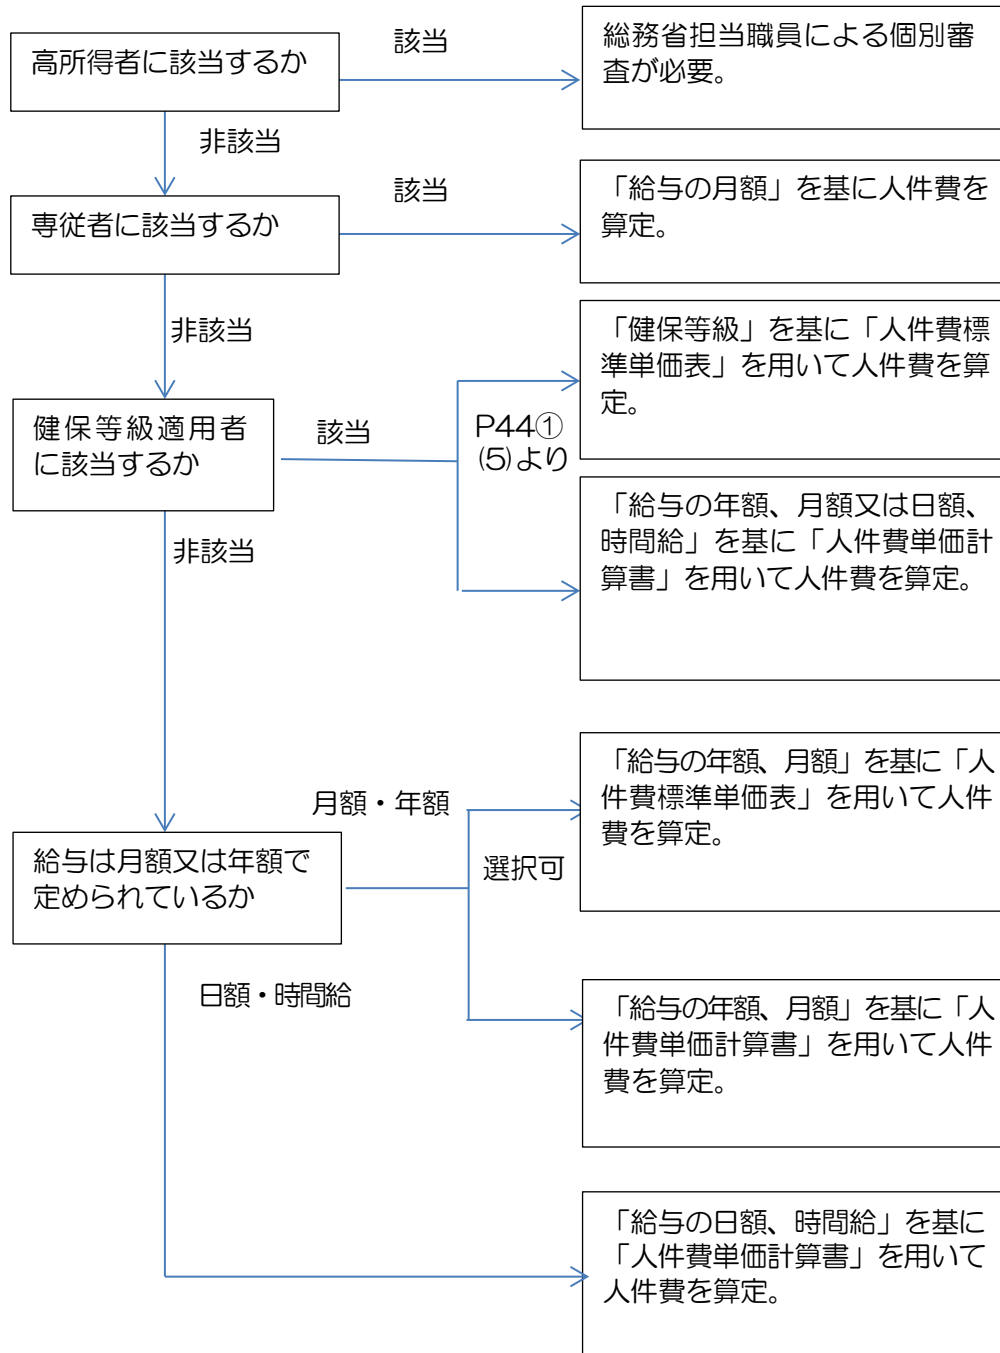 高所得者に該当するか
該当
総務省担当職員による個別審
査が必要。
非該当
専従者に該当するか
該当
「給与の月額」を基に人件費を
算定。
非該当
健保等級適用者
に該当するか
該当
P44①
(5)より
「健保等級」を基に「人件費標
準単価表」を用いて人件費を算
定。
「給与の年額、月額又は日額、
時間給」を基に「人件費単価計
算書」を用いて人件費を算定。
非該当
給与は月額又は年額で
定められているか
月額・年額
選択可
「給与の年額、月額」を基に「人
件費標準単価表」を用いて人件
費を算定。
「給与の年額、月額」を基に「人
件費単価計算書」を用いて人件
費を算定。
日額・時間給
「給与の日額、時間給」を基に
「人件費単価計算書」を用いて
人件費を算定。